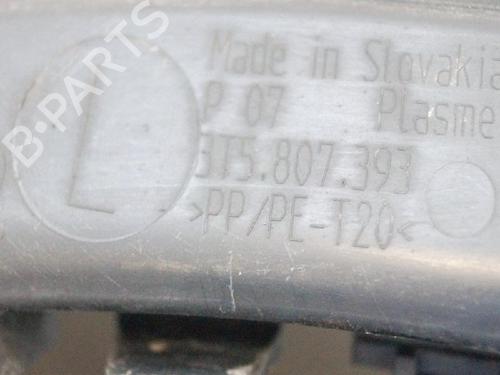 B-PARTS
L
Made in Slovakia
P 07 Plasme
3T5.807.393
>PP/PE-T20<